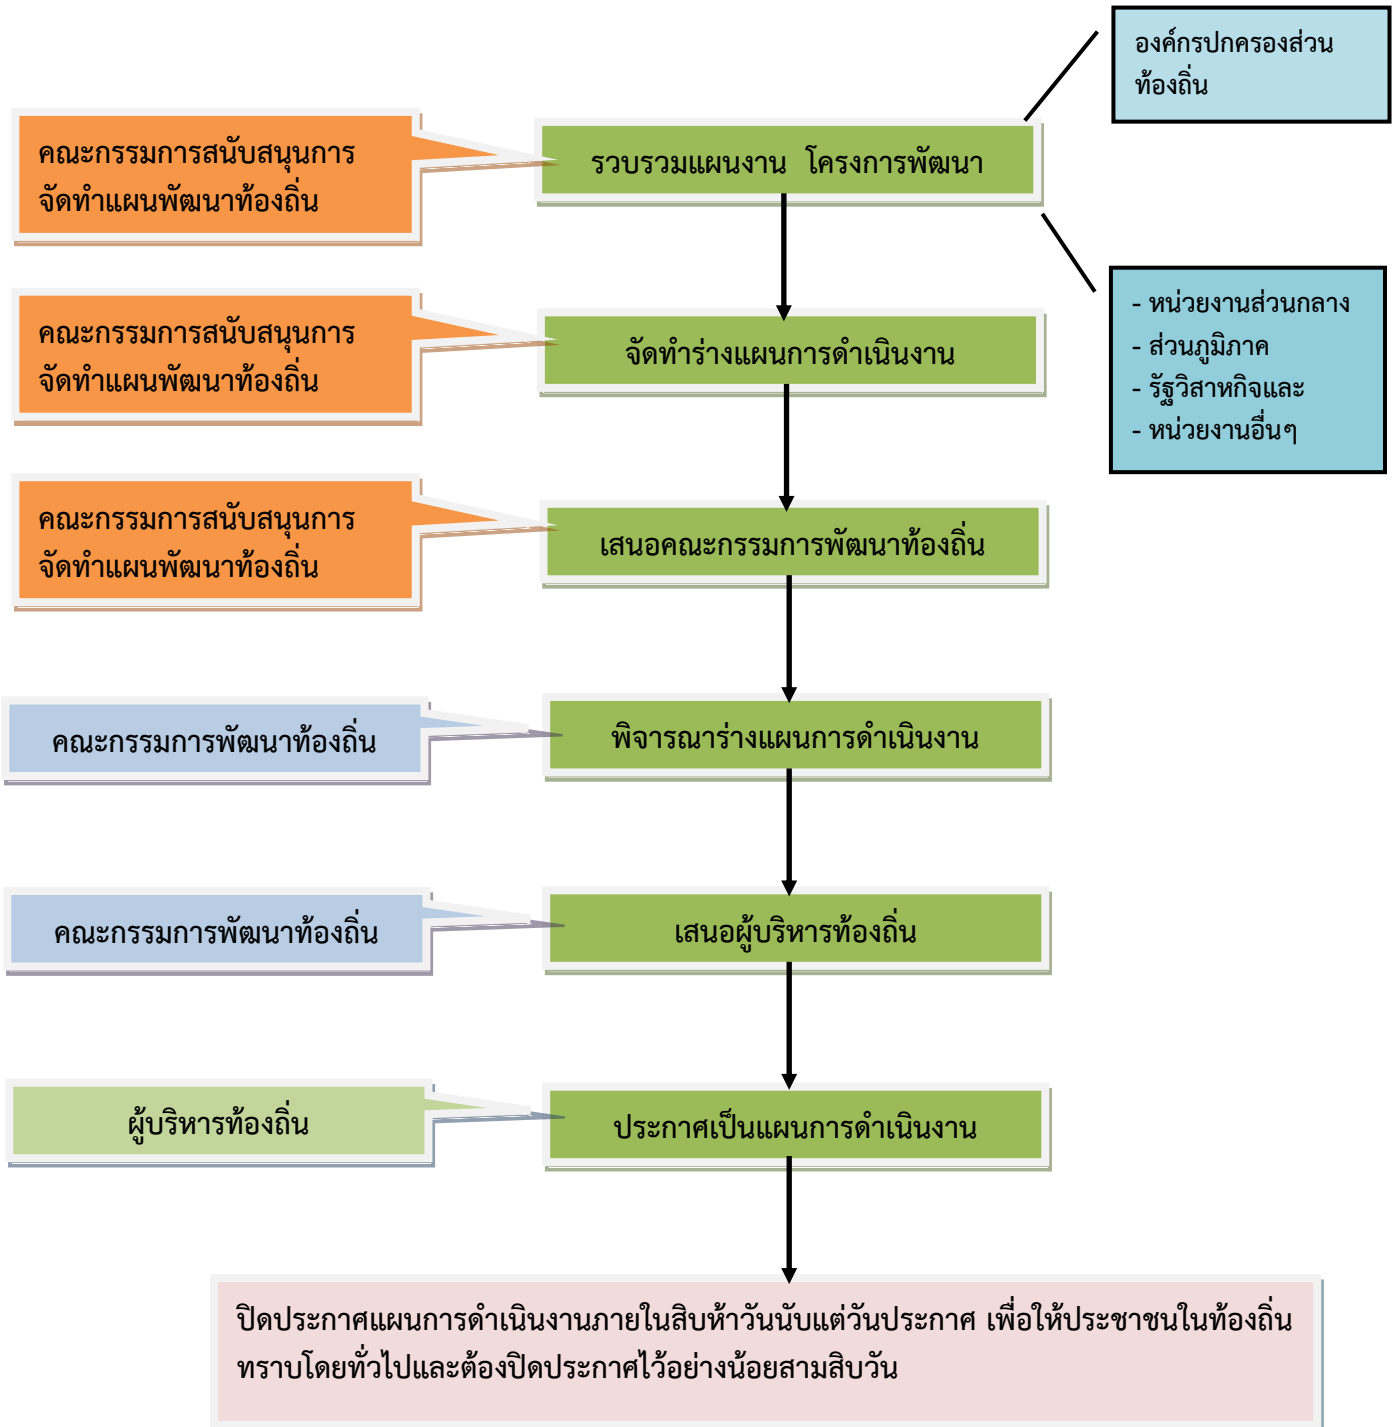 องค์กรปกครองส่วน
ท้องถิ่น
คณะกรรมการสนับสนุนการ
จัดทำแผนพัฒนาท้องถิ่น
รวบรวมแผนงาน โครงการพัฒนา
- หน่วยงานส่วนกลาง
- ส่วนภูมิภาค
- รัฐวิสาหกิจและ
- หน่วยงานอื่นๆ
คณะกรรมการสนับสนุนการ
จัดทำแผนพัฒนาท้องถิ่น
จัดทำร่างแผนการดำเนินงาน
คณะกรรมการสนับสนุนการ
จัดทำแผนพัฒนาท้องถิ่น
เสนอคณะกรรมการพัฒนาท้องถิ่น
คณะกรรมการพัฒนาท้องถิ่น
พิจารณาร่างแผนการดำเนินงาน
คณะกรรมการพัฒนาท้องถิ่น
เสนอผู้บริหารท้องถิ่น
ผู้บริหารท้องถิ่น
ประกาศเป็นแผนการดำเนินงาน
ปิดประกาศแผนการดำเนินงานภายในสิบห้าวันนับแต่วันประกาศ เพื่อให้ประชาชนในท้องถิ่น
ทราบโดยทั่วไปและต้องปิดประกาศไว้อย่างน้อยสามสิบวัน